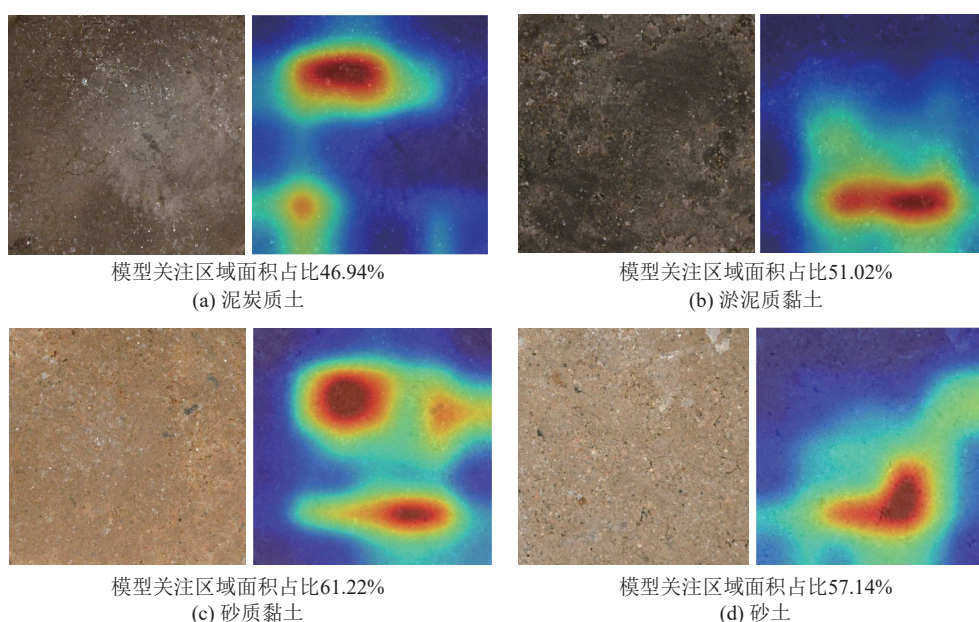 模型关注区域面积占比46.94%
(a) 泥炭质土
模型关注区域面积占比51.02%
(b) 淤泥质黏土
模型关注区域面积占比61.22%
(c) 砂质黏土
模型关注区域面积占比57.14%
(d) 砂土